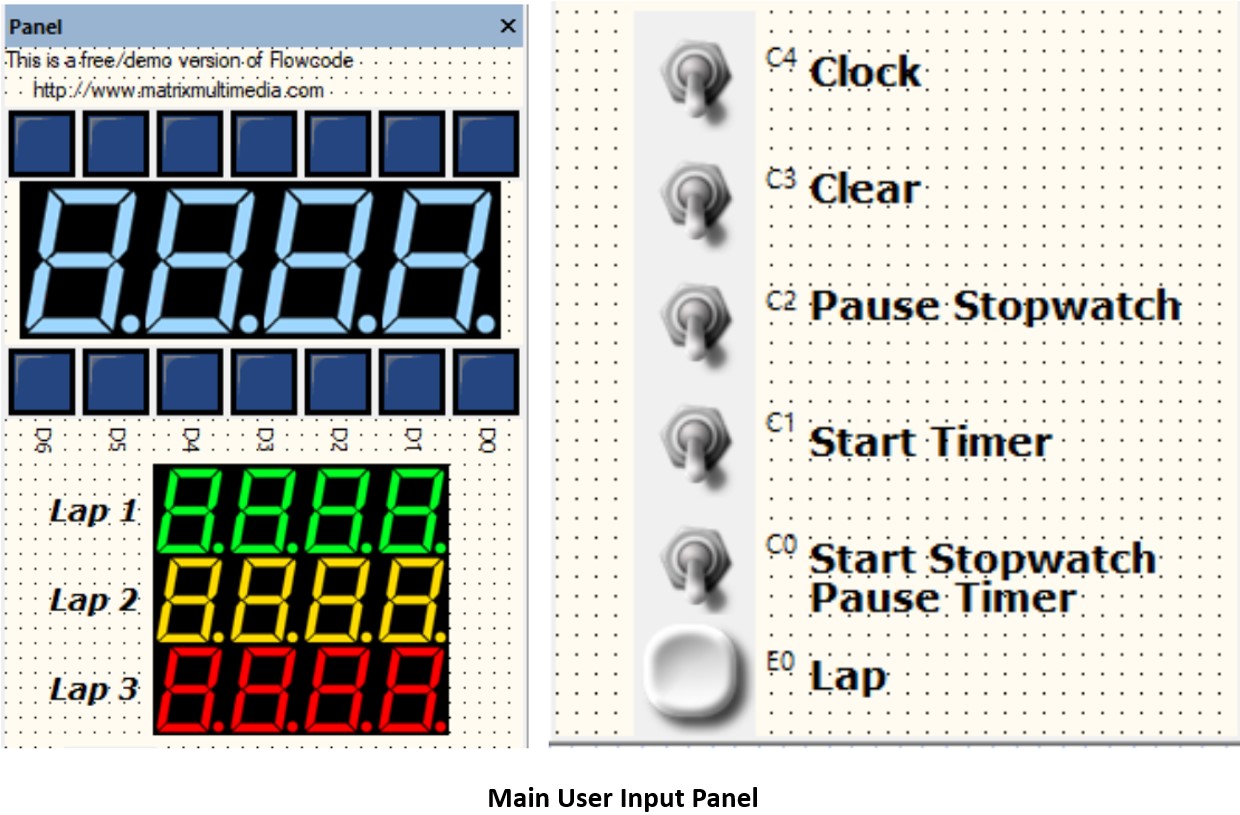 Panel
This is a free/demo version of Flowcode
http://www.matrixmultimedia.com
D6 D5 D4 D3 D2 D1 D0
Lap 1
Lap 2
Lap 3
C4 Clock
C3 Clear
C2 Pause Stopwatch
C1 Start Timer
C0 Start Stopwatch
Pause Timer
E0 Lap
Main User Input Panel